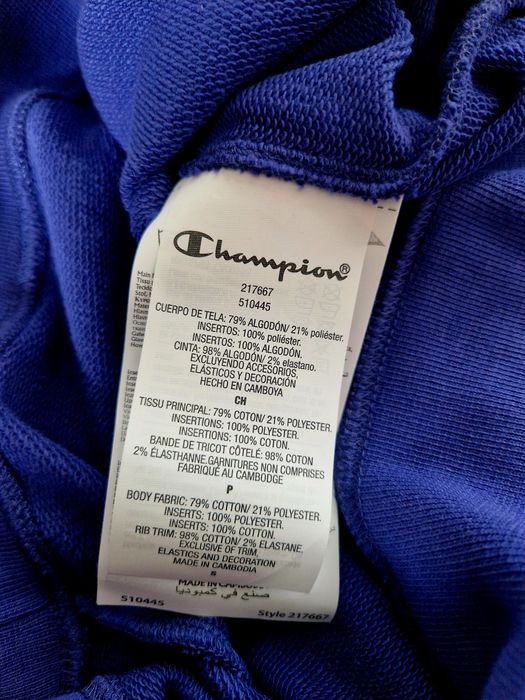 Champion®
217667
510445
CUERPO DE TELA: 79% ALGODÓN/ 21% poliéster.
INSERTOS: 100% poliéster.
INSERTOS: 100% ALGODÓN.
CINTA: 98% ALGODÓN/ 2% elastano.
EXCLUYENDO ACCESORIOS,
ELÁSTICOS Y DECORACIÓN
HECHO EN CAMBOYA
CH
TISSU PRINCIPAL: 79% COTON/ 21% POLYESTER.
INSERTIONS: 100% POLYESTER.
INSERTIONS: 100% COTON.
BANDE DE TRICOT CÔTELÉ: 98% COTON
2% ÉLASTHANNE.GARNITURES NON COMPRISES
FABRIQUÉ AU CAMBODGE
P
BODY FABRIC: 79% COTTON/ 21% POLYESTER.
INSERTS: 100% POLYESTER.
INSERTS: 100% COTTON.
RIB TRIM: 98% COTTON/ 2% ELASTANE,
EXCLUSIVE OF TRIM,
ELASTICS AND DECORATION
MADE IN CAMBODIA
S
MADE IN
صنع في كمبوديا
510445
Style 217667